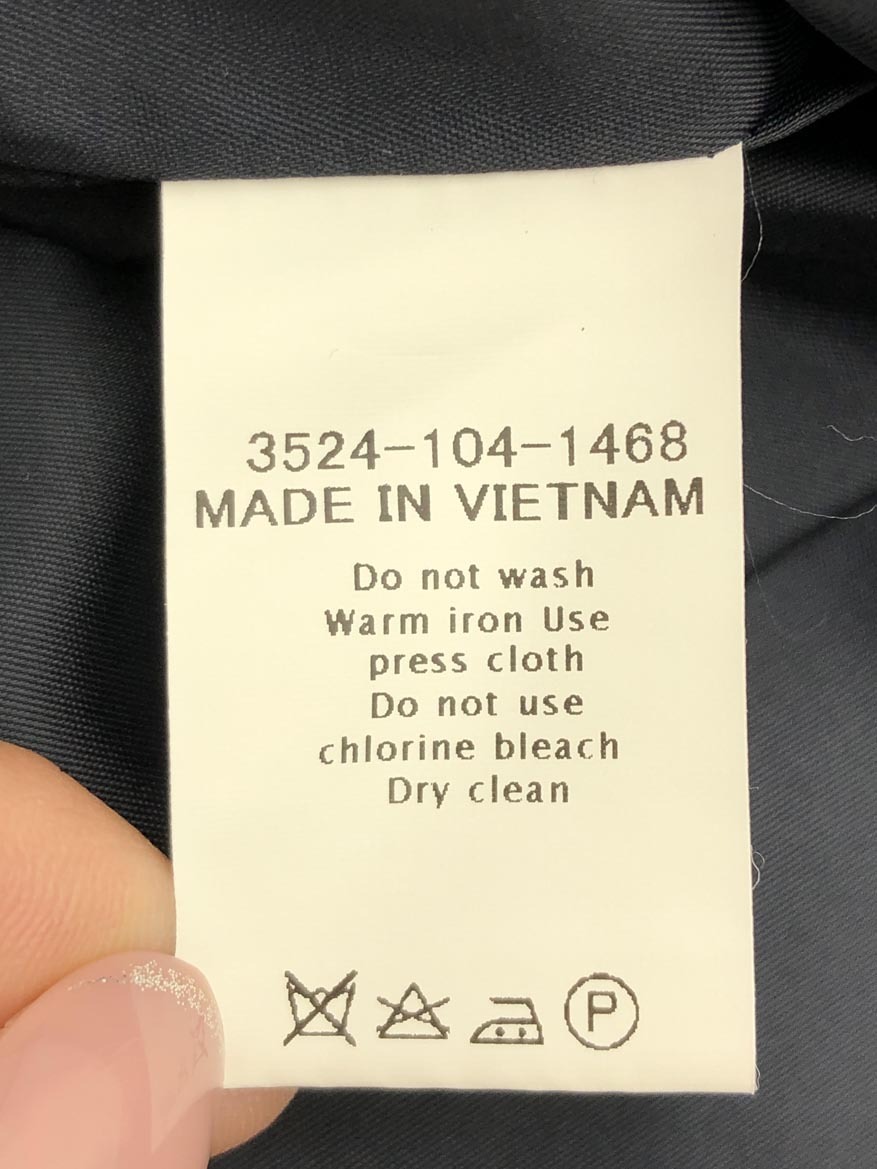 3524-104-1468
MADE IN VIETNAM
Do not wash
Warm iron Use
press cloth
Do not use
chlorine bleach
Dry clean
P